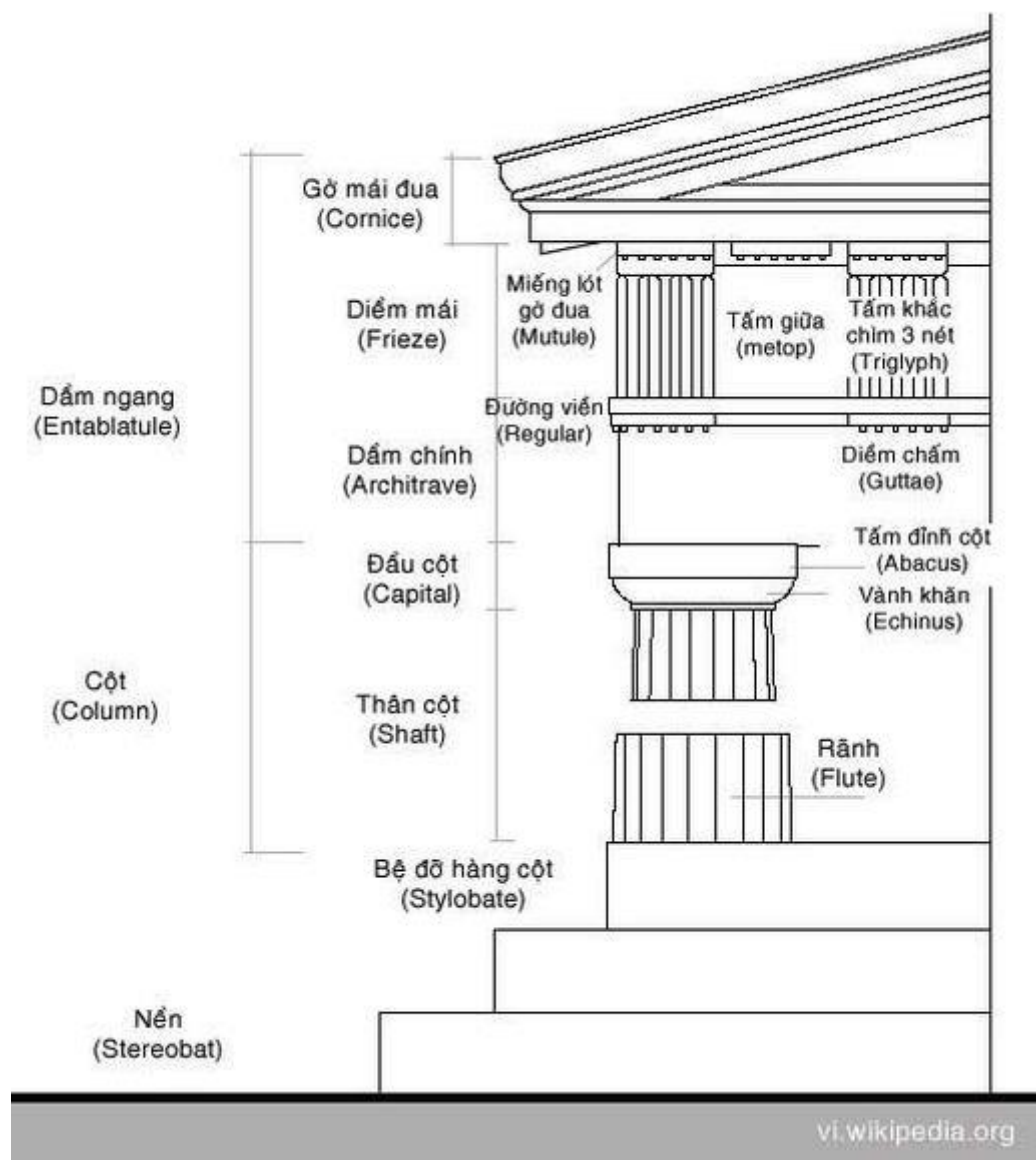 Gờ mái đua
(Cornice)
Miếng lót
gờ đua
(Mutule)
Diềm mái
(Frieze)
Tấm giữa
(metop)
Tấm khắc
chìm 3 nét
(Triglyph)
Dầm ngang
(Entablatule)
Đường viền
(Regular)
Dầm chính
(Architrave)
Diềm chấm
(Guttae)
Đầu cột
(Capital)
Tấm đỉnh cột
(Abacus)
Vành khăn
(Echinus)
Cột
(Column)
Thân cột
(Shaft)
Rãnh
(Flute)
Bệ đỡ hàng cột
(Stylobate)
Nền
(Stereobat)
vi.wikipedia.org